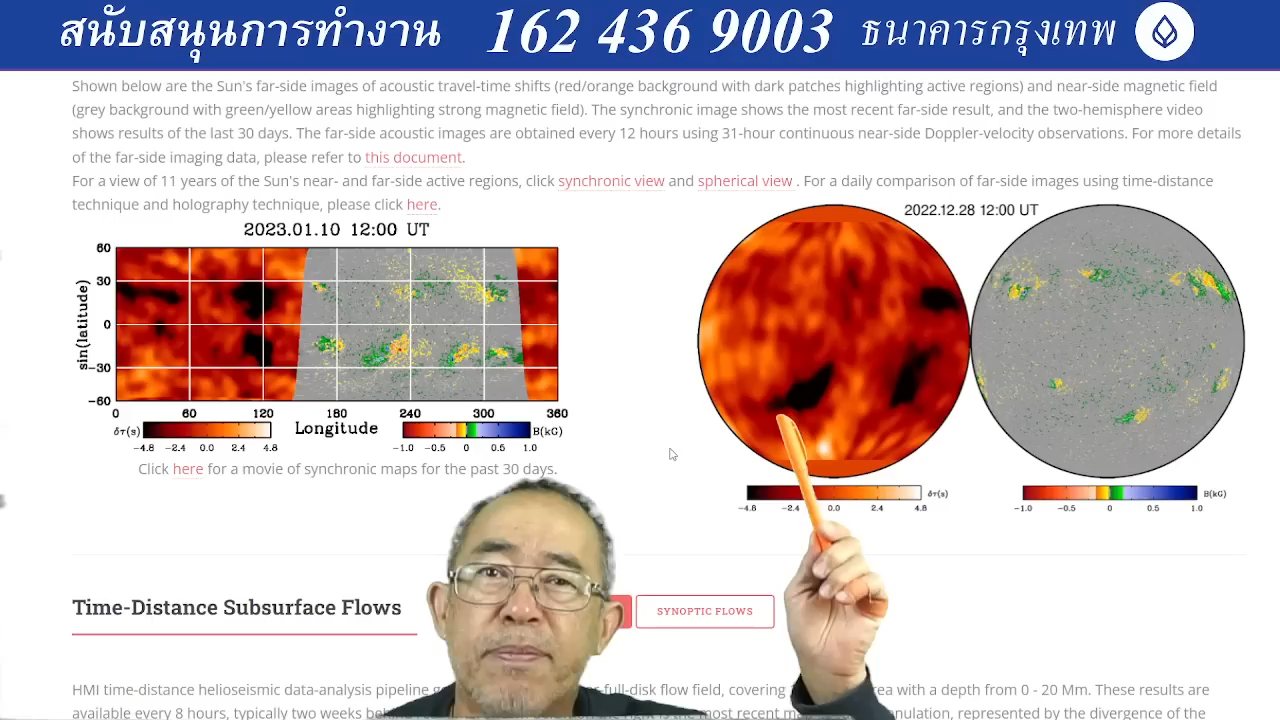 สนับสนุนการทำงาน 162 436 9003 ธนาคารกรุงเทพ
Shown below are the Sun's far-side images of acoustic travel-time shifts (red/orange background with dark patches highlighting active regions) and near-side magnetic field
(grey background with green/yellow areas highlighting strong magnetic field). The synchronic image shows the most recent far-side result, and the two-hemisphere video
shows results of the last 30 days. The far-side acoustic images are obtained every 12 hours using 31-hour continuous near-side Doppler-velocity observations. For more details
of the far-side imaging data, please refer to this document.
For a view of 11 years of the Sun's near- and far-side active regions, click synchronic view and spherical view . For a daily comparison of far-side images using time-distance
technique and holography technique, please click here.
2023.01.10 12:00 UT
60
30
0
-30
-60
sin(latitude)
0 60 120 180 240 300 360
Longitude
δτ(s)
-4.8 -2.4 0.0 2.4 4.8
B(kG)
-1.0 -0.5 0 0.5 1.0
Click here for a movie of synchronic maps for the past 30 days.
2022.12.28 12:00 UT
δτ(s)
-4.8 -2.4 0.0 2.4 4.8
B(kG)
-1.0 -0.5 0 0.5 1.0
Time-Distance Subsurface Flows
SYNOPTIC FLOWS
HMI time-distance helioseismic data-analysis pipeline full-disk flow field, covering with a depth from 0 - 20 Mm. These results are
available every 8 hours, typically two weeks most recent represented by the divergence of the